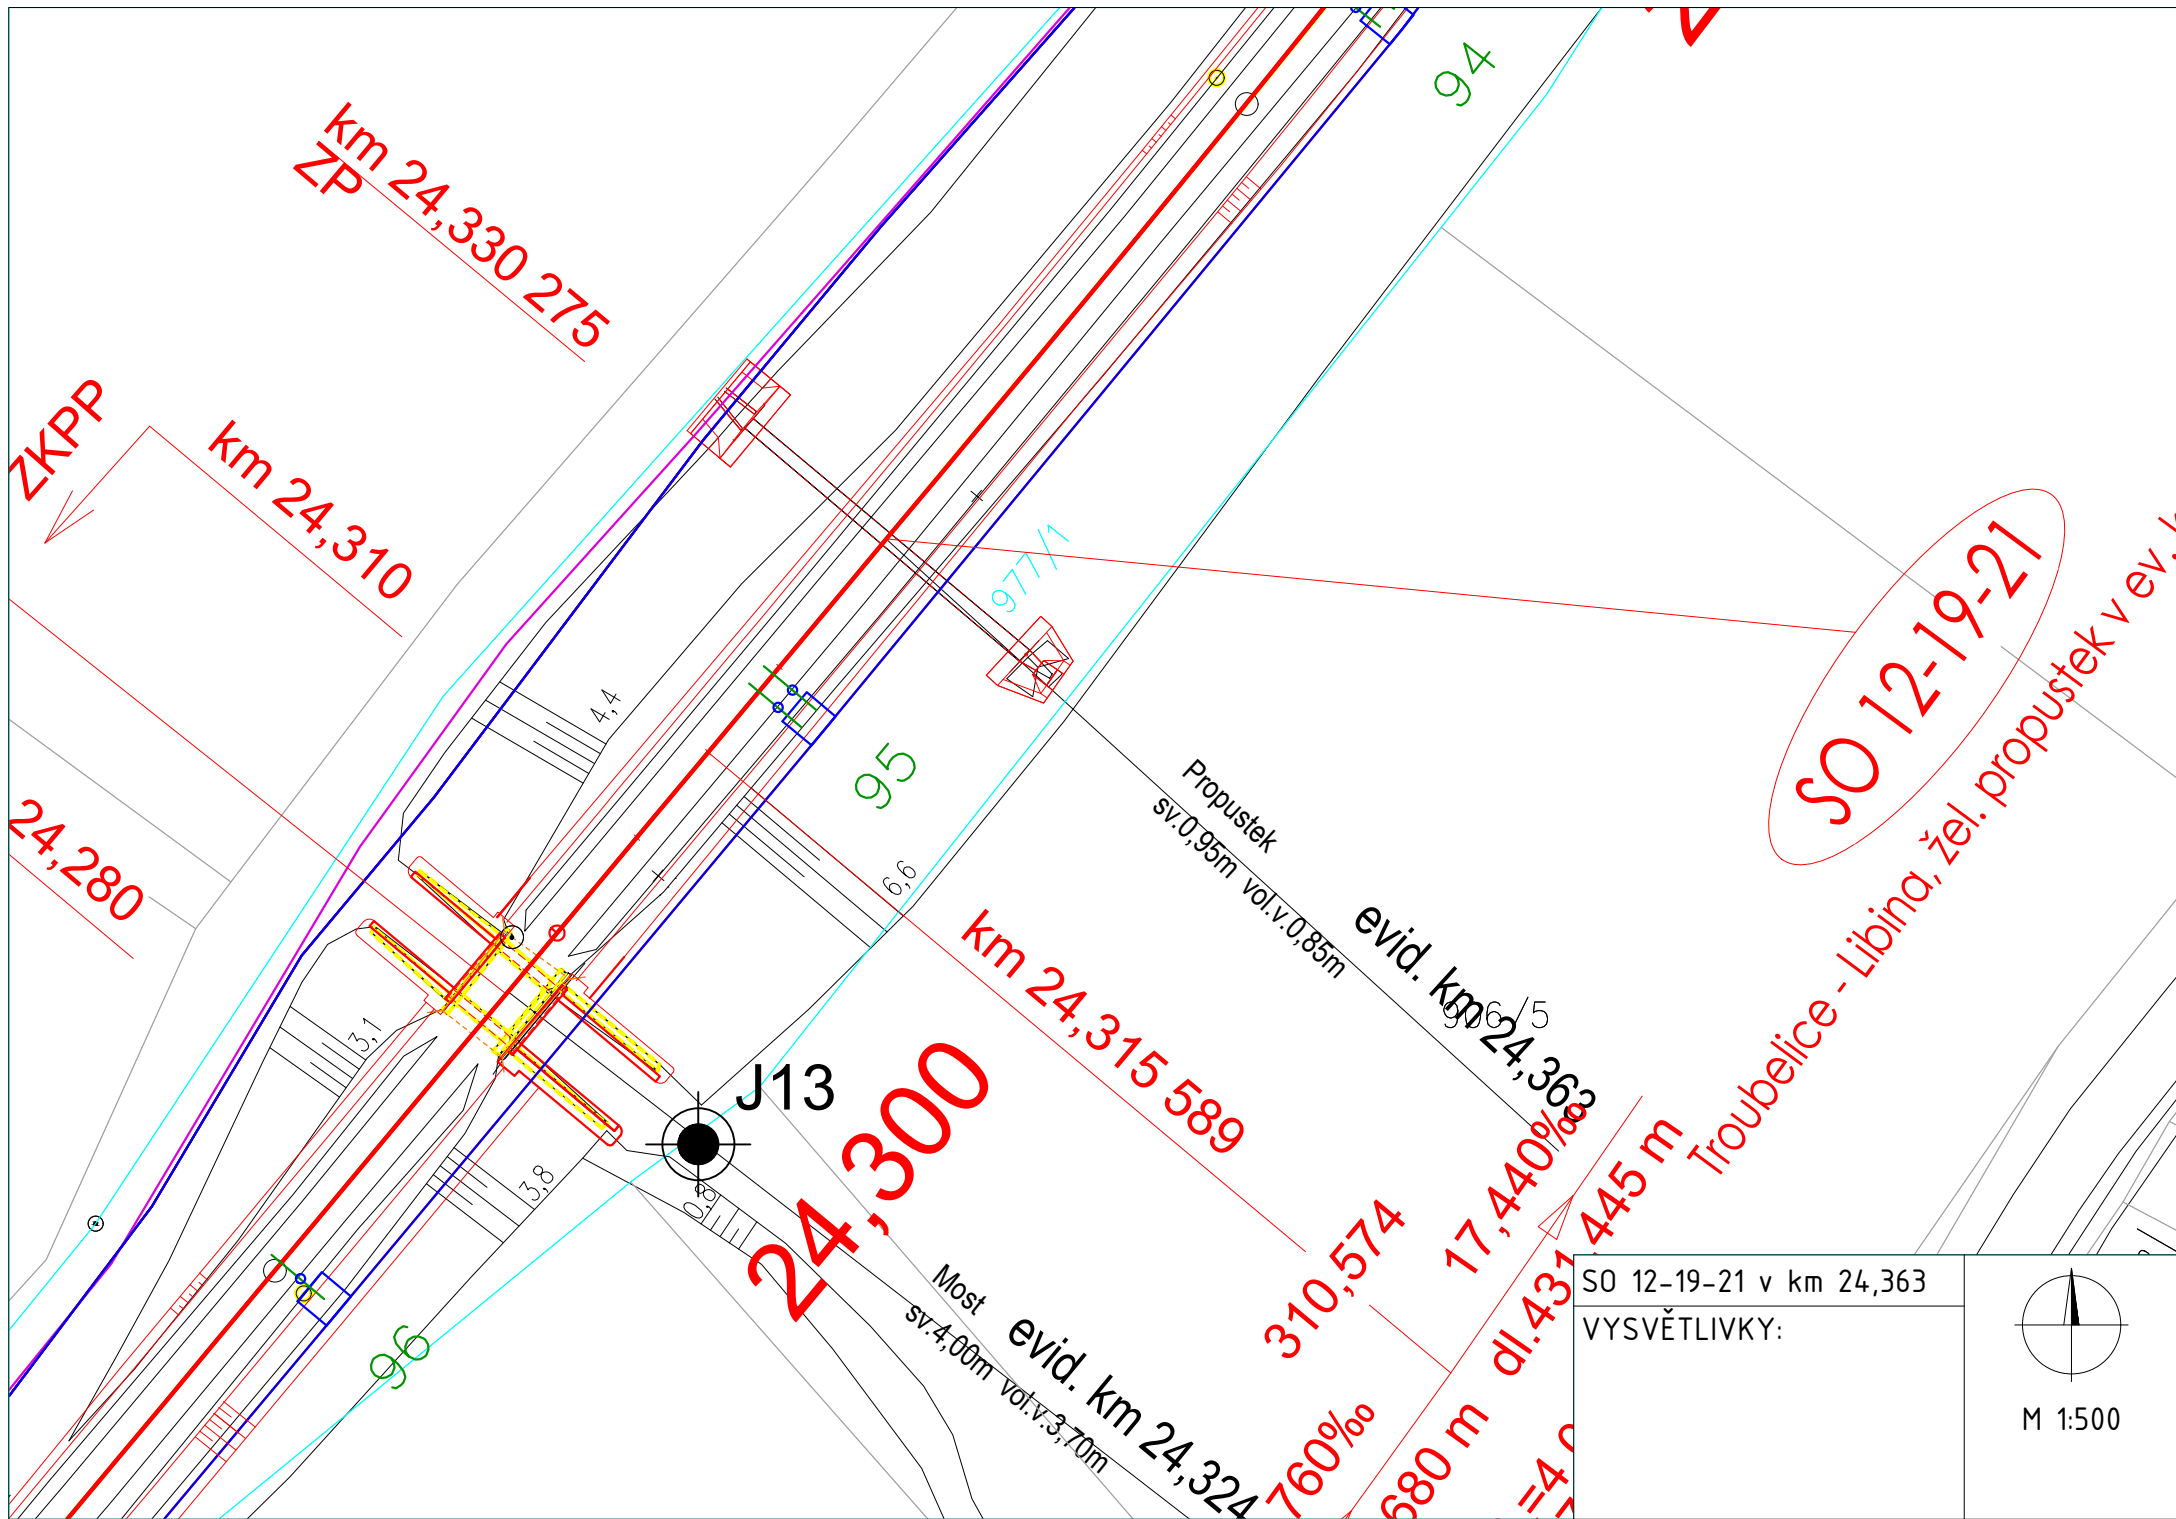 km 24,330 275
ZP
94
ZKPP
km 24,310
977/1
SO 12-19-21
Troubelice - Libina, žel. propustek v ev.
4,4
95
24,280
6,6
Propustek
sv.0,95m vol.v.0,85m
evid. km 24,363
906/5
km 24,315 589
3,1
J13
24,300
3,8
0,8
17,440‰
310,574
dl.431,445 m
96
Most
sv.4,00m vol.v.3,70m
evid. km 24,324
760‰
680 m
SO 12-19-21 v km 24,363
VYSVĚTLIVKY:
M 1:500